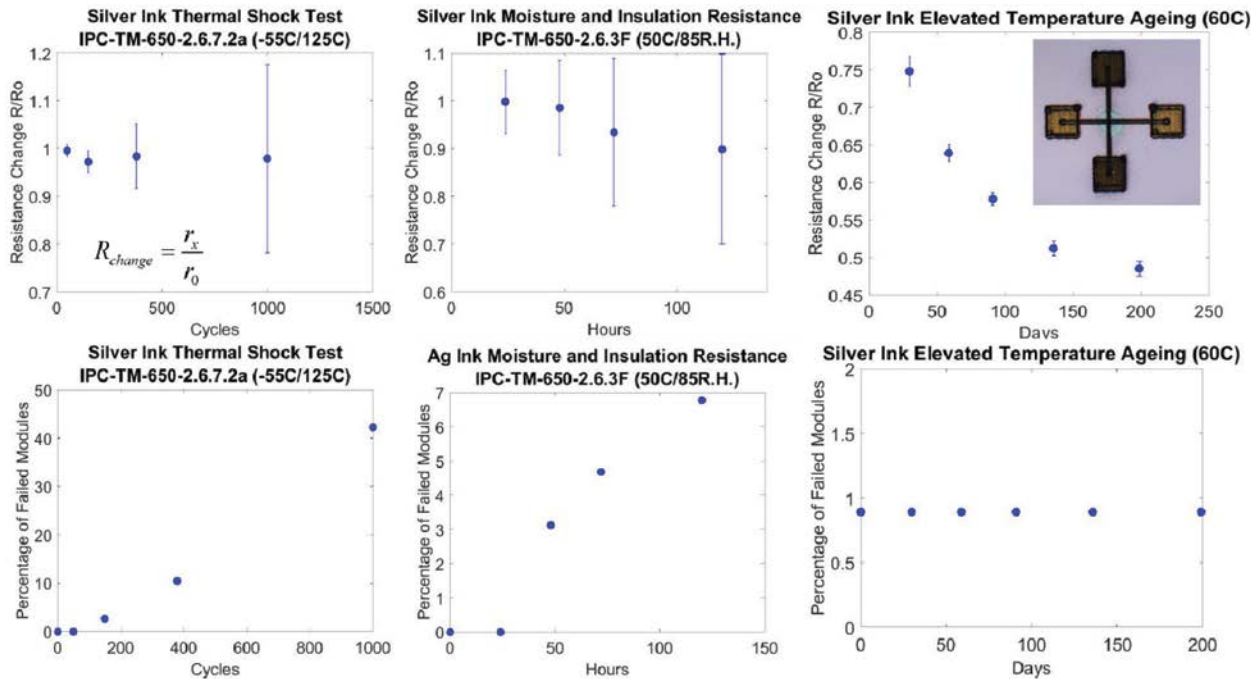 Silver Ink Thermal Shock Test
IPC-TM-650-2.6.7.2a (-55C/125C)
1.2
1.1
1
0.9
0.8
0.7
Resistance Change R/Ro
R_change = r_x / r_0
0 500 1000 1500
Cycles
Silver Ink Moisture and Insulation Resistance
IPC-TM-650-2.6.3F (50C/85R.H.)
1.1
1
0.9
0.8
0.7
0.6
Resistance Change R/Ro
0 50 100
Hours
Silver Ink Elevated Temperature Ageing (60C)
0.8
0.75
0.7
0.65
0.6
0.55
0.5
0.45
Resistance Change R/Ro
0 50 100 150 200 250
Days
Silver Ink Thermal Shock Test
IPC-TM-650-2.6.7.2a (-55C/125C)
50
40
30
20
10
0
Percentage of Failed Modules
0 200 400 600 800 1000
Cycles
Ag Ink Moisture and Insulation Resistance
IPC-TM-650-2.6.3F (50C/85R.H.)
7
6
5
4
3
2
1
0
Percentage of Failed Modules
0 50 100 150
Hours
Silver Ink Elevated Temperature Ageing (60C)
2
1.5
1
0.5
0
Percentage of Failed Modules
0 50 100 150 200
Days